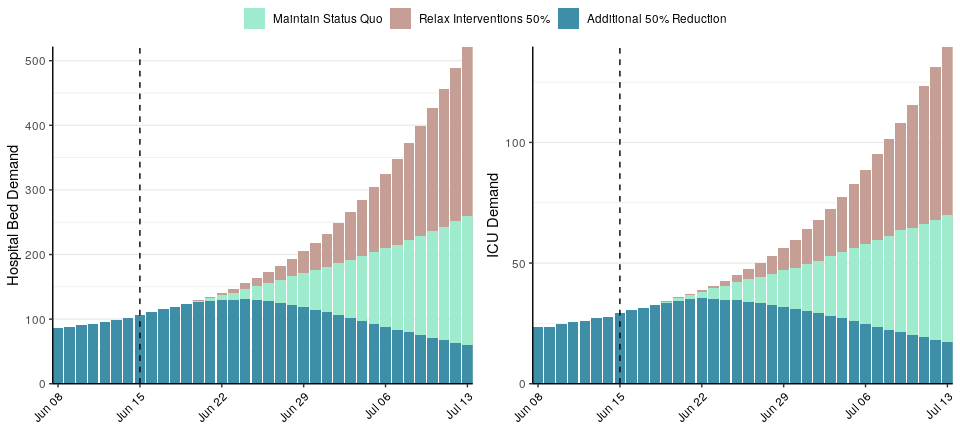 Maintain Status Quo Relax Interventions 50% Additional 50% Reduction
Hospital Bed Demand
500
400
300
200
100
0
Jun 08 Jun 15 Jun 22 Jun 29 Jul 06 Jul 13
ICU Demand
100
50
0
Jun 08 Jun 15 Jun 22 Jun 29 Jul 06 Jul 13